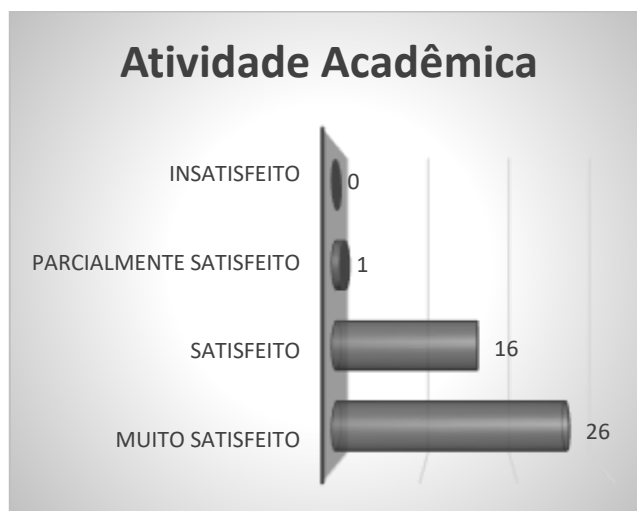 Atividade Acadêmica
INSATISFEITO 0
PARCIALMENTE SATISFEITO 1
SATISFEITO 16
MUITO SATISFEITO 26